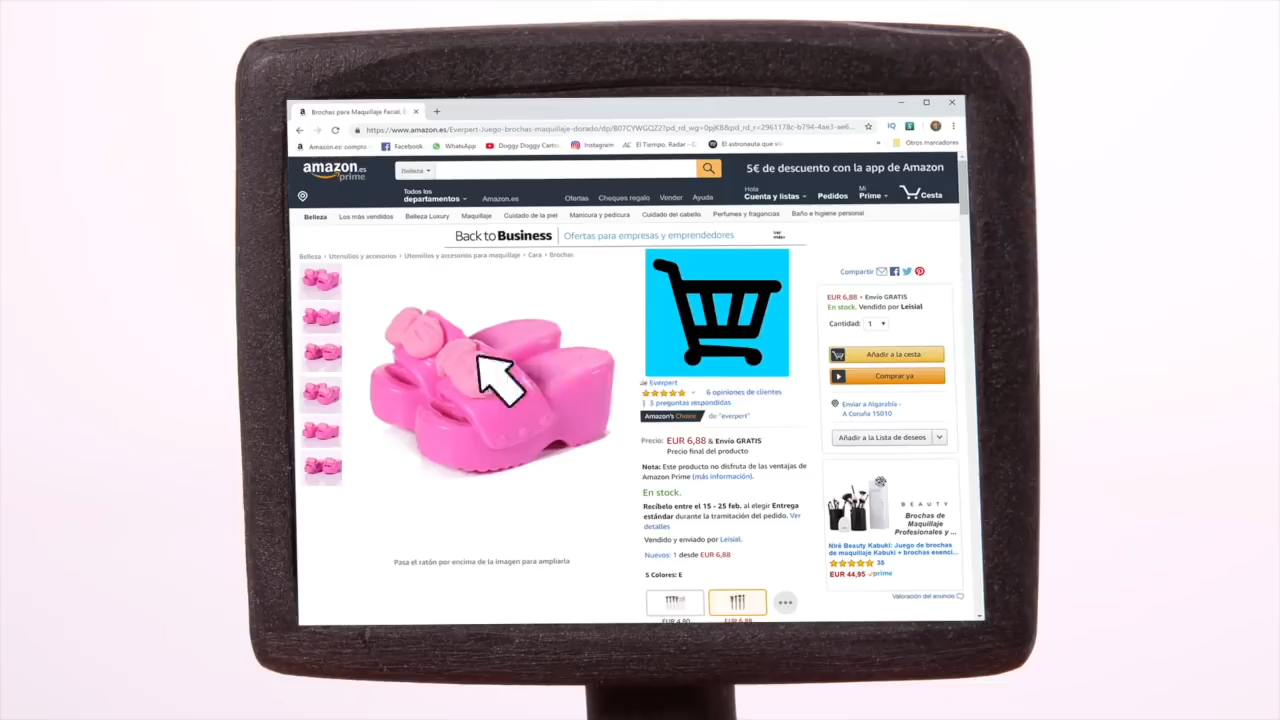 Brochas para Maquillaje Facial, E
https://www.amazon.es/Everpert-Juego-brochas-maquillaje-dorado/dp/B07CYWGQZ2?pd_rd_wg=0pjKB&pd_rd_r=2961178c-b794-4ae3-ae6...
Amazon.es: compra
Facebook
WhatsApp
Doggy Doggy Carto
Instagram
El Tiempo. Radar - C
El astronauta que vi
»
Otros marcadores
amazon.es
prime
Belleza
5€ de descuento con la app de Amazon
Todos los
departamentos
Amazon.es
Ofertas
Cheques regalo
Vender
Ayuda
Hola
Cuenta y listas
Pedidos
Mi
Prime
Cesta
Belleza
Los más vendidos
Belleza Luxury
Maquillaje
Cuidado de la piel
Manicura y pedicura
Cuidado del cabello
Perfumes y fragancias
Baño e higiene personal
Back to Business
Ofertas para empresas y emprendedores
Ver
más›
Belleza › Utensilios y accesorios › Utensilios y accesorios para maquillaje › Cara › Brochas
Pasa el ratón por encima de la imagen para ampliarla
de Everpert
6 opiniones de clientes
| 3 preguntas respondidas
Amazon's Choice
de "everpert"
Precio: EUR 6,88 & Envío GRATIS
Precio final del producto
Nota: Este producto no disfruta de las ventajas de
Amazon Prime (más información).
En stock.
Recíbelo entre el 15 - 25 feb. al elegir Entrega
estándar durante la tramitación del pedido. Ver
detalles
Vendido y enviado por Leisial.
Nuevos: 1 desde EUR 6,88
5 Colores: E
EUR 4,90
EUR 6,88
Compartir
EUR 6,88 + Envío GRATIS
En stock. Vendido por Leisial
Cantidad: 1
Añadir a la cesta
Comprar ya
Enviar a Algarabía -
A Coruña 15010
Añadir a la Lista de deseos
BEAUTY
Brochas de
Maquillaje
Profesionales y ...
Niré Beauty Kabuki: Juego de brochas
de maquillaje Kabuki + brochas esenci...
35
EUR 44,95 prime
Valoración del anuncio